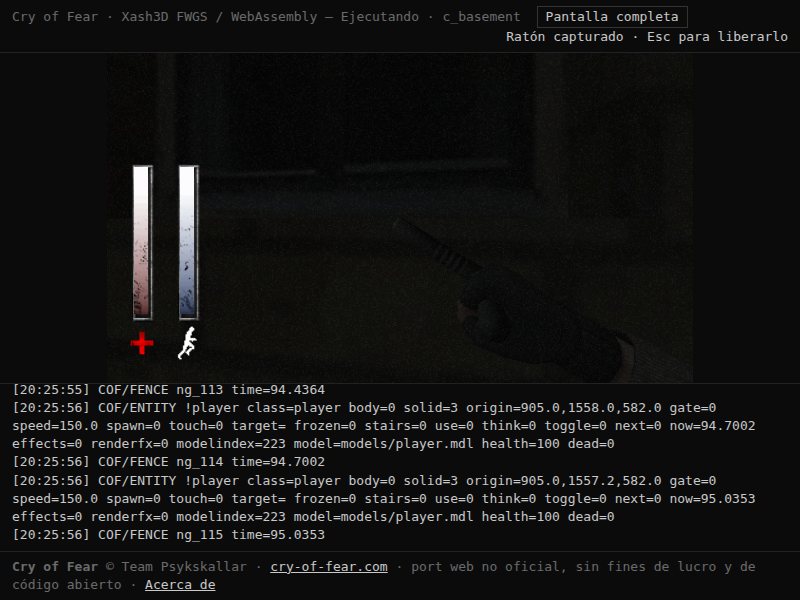 Cry of Fear · Xash3D FWGS / WebAssembly — Ejecutando · c_basement
Pantalla completa
Ratón capturado · Esc para liberarlo
[20:25:55] COF/FENCE ng_113 time=94.4364
[20:25:56] COF/ENTITY !player class=player body=0 solid=3 origin=905.0,1558.0,582.0 gate=0
speed=150.0 spawn=0 touch=0 target= frozen=0 stairs=0 use=0 think=0 toggle=0 next=0 now=94.7002
effects=0 renderfx=0 modelindex=223 model=models/player.mdl health=100 dead=0
[20:25:56] COF/FENCE ng_114 time=94.7002
[20:25:56] COF/ENTITY !player class=player body=0 solid=3 origin=905.0,1557.2,582.0 gate=0
speed=150.0 spawn=0 touch=0 target= frozen=0 stairs=0 use=0 think=0 toggle=0 next=0 now=95.0353
effects=0 renderfx=0 modelindex=223 model=models/player.mdl health=100 dead=0
[20:25:56] COF/FENCE ng_115 time=95.0353
Cry of Fear © Team Psykskallar · cry-of-fear.com · port web no oficial, sin fines de lucro y de
código abierto · Acerca de